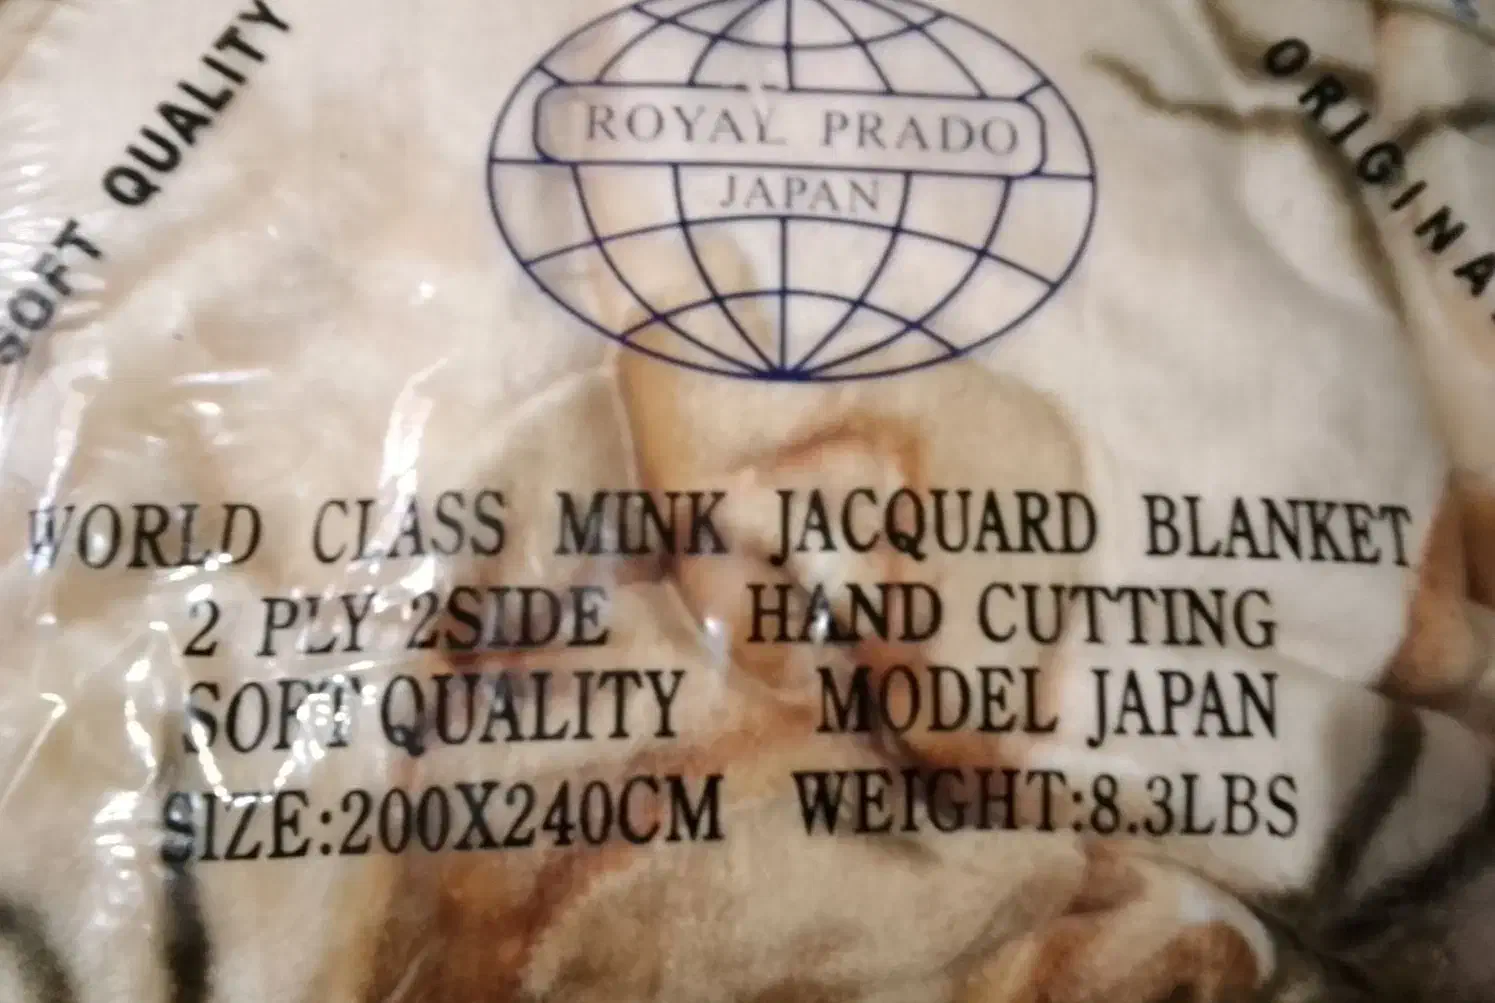 SOFT QUALITY
ROYAL PRADO
JAPAN
ORIGINA
WORLD CLASS MINK JACQUARD BLANKET
2 PLY 2SIDE HAND CUTTING
SOFT QUALITY MODEL JAPAN
SIZE:200X240CM WEIGHT:8.3LBS